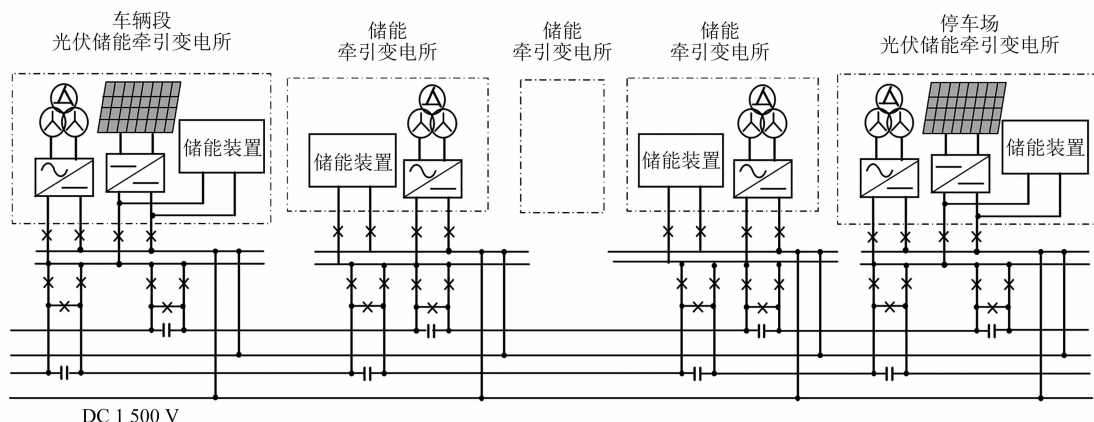 车辆段
光伏储能牵引变电所
储能
牵引变电所
储能
牵引变电所
储能
牵引变电所
停车场
光伏储能牵引变电所
储能装置
储能装置
储能装置
储能装置
DC 1 500 V